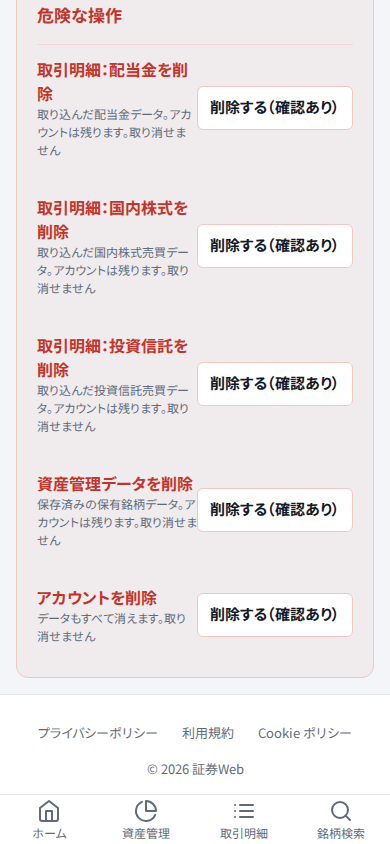 危険な操作
取引明細：配当金を削
除
取り込んだ配当金データ。アカ
ウントは残ります。取り消せま
せん
削除する（確認あり）
取引明細：国内株式を
削除
取り込んだ国内株式売買デー
タ。アカウントは残ります。取り
消せません
削除する（確認あり）
取引明細：投資信託を
削除
取り込んだ投資信託売買デー
タ。アカウントは残ります。取り
消せません
削除する（確認あり）
資産管理データを削除
保存済みの保有銘柄データ。ア
カウントは残ります。取り消せま
せん
削除する（確認あり）
アカウントを削除
データもすべて消えます。取り
消せません
削除する（確認あり）
プライバシーポリシー 利用規約 Cookie ポリシー
© 2026 証券Web
ホーム 資産管理 取引明細 銘柄検索